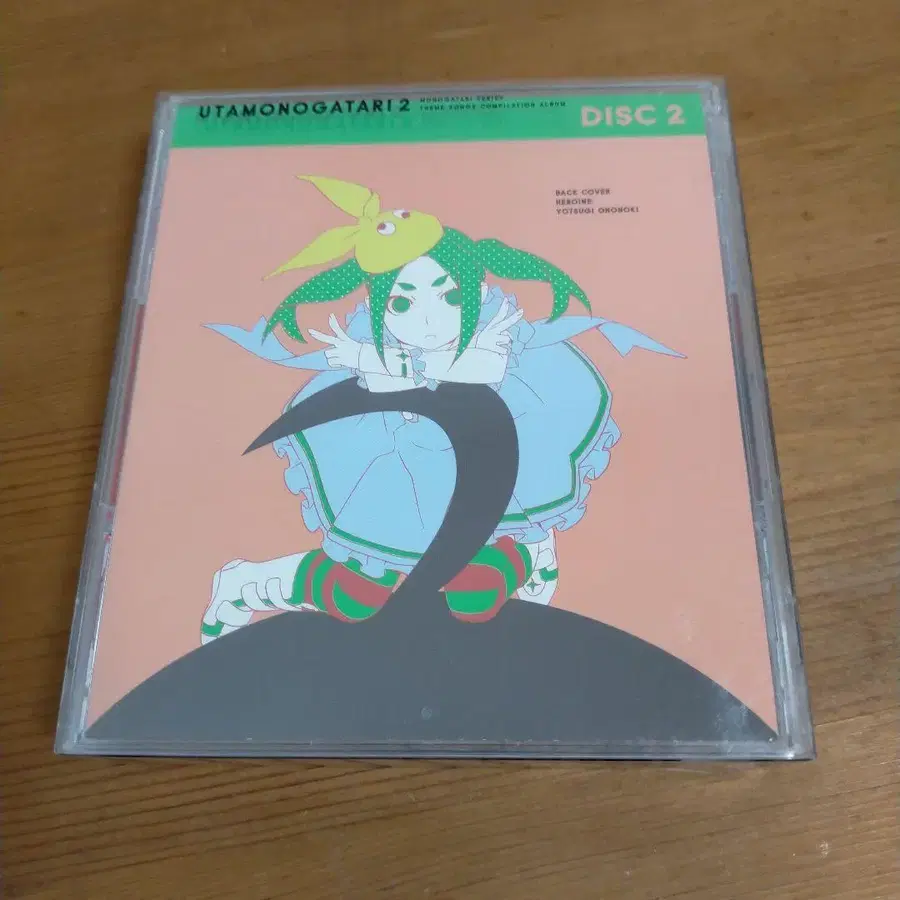 UTAMONOGATARI 2
MONOGATARI SERIES
THEME SONGS COMPILATION ALBUM
DISC 2
BACK COVER
HEROINE:
YOTSUGI ONONOKI